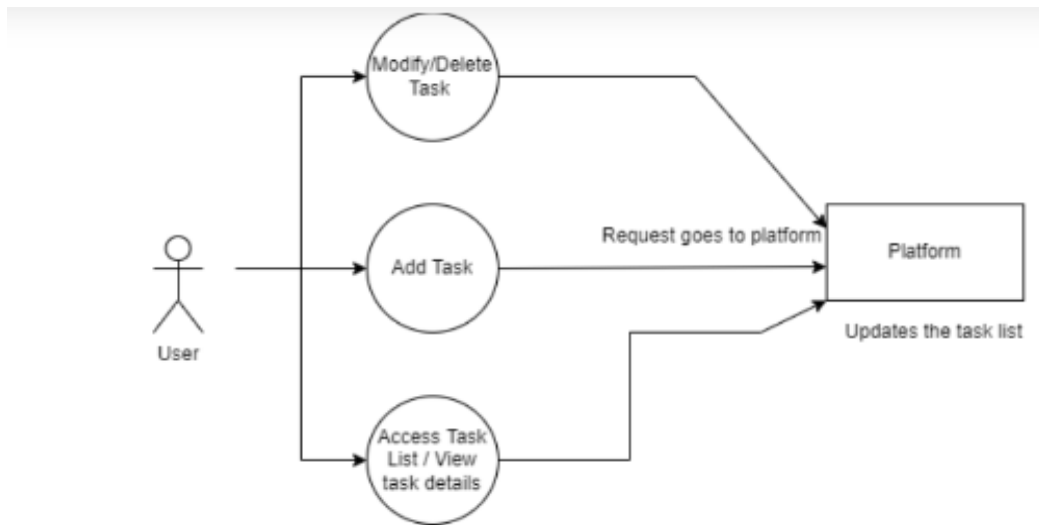 Modify/Delete
Task
Request goes to platform
Platform
Add Task
Updates the task list
User
Access Task
List / View
task details